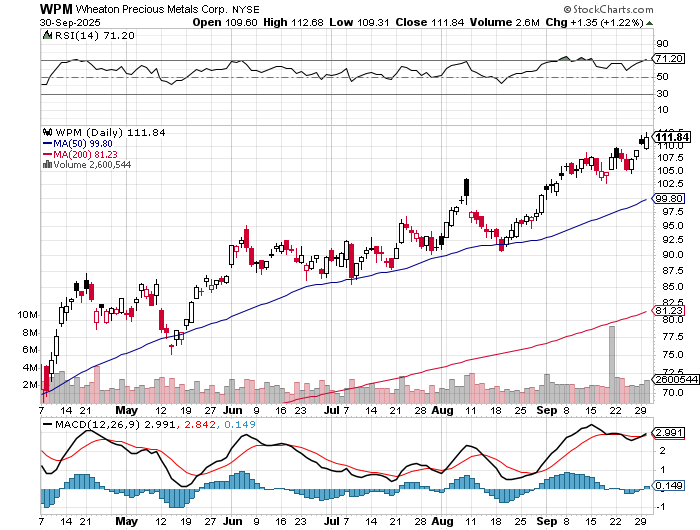 WPM Wheaton Precious Metals Corp. NYSE © StockCharts.com
30-Sep-2025 Open 109.60 High 112.68 Low 109.31 Close 111.84 Volume 2.6M Chg +1.35 (+1.22%)
RSI(14) 71.20
90
71.20
50
30
10
WPM (Daily) 111.84
MA(50) 99.80
MA(200) 81.23
Volume 2,600,544
111.84
110.0
107.5
105.0
102.5
99.80
97.5
95.0
92.5
90.0
87.5
85.0
82.5
81.23
80.0
77.5
75.0
72.5
2600544
70.0
10M
8M
6M
4M
2M
7 14 21 May 12 19 27 Jun 9 16 23 Jul 7 14 21 28 Aug 11 18 25 Sep 8 15 22 29
MACD(12,26,9) 2.991, 2.842, 0.149
2.991
2
1
0.149
-1
7 14 21 May 12 19 27 Jun 9 16 23 Jul 7 14 21 28 Aug 11 18 25 Sep 8 15 22 29